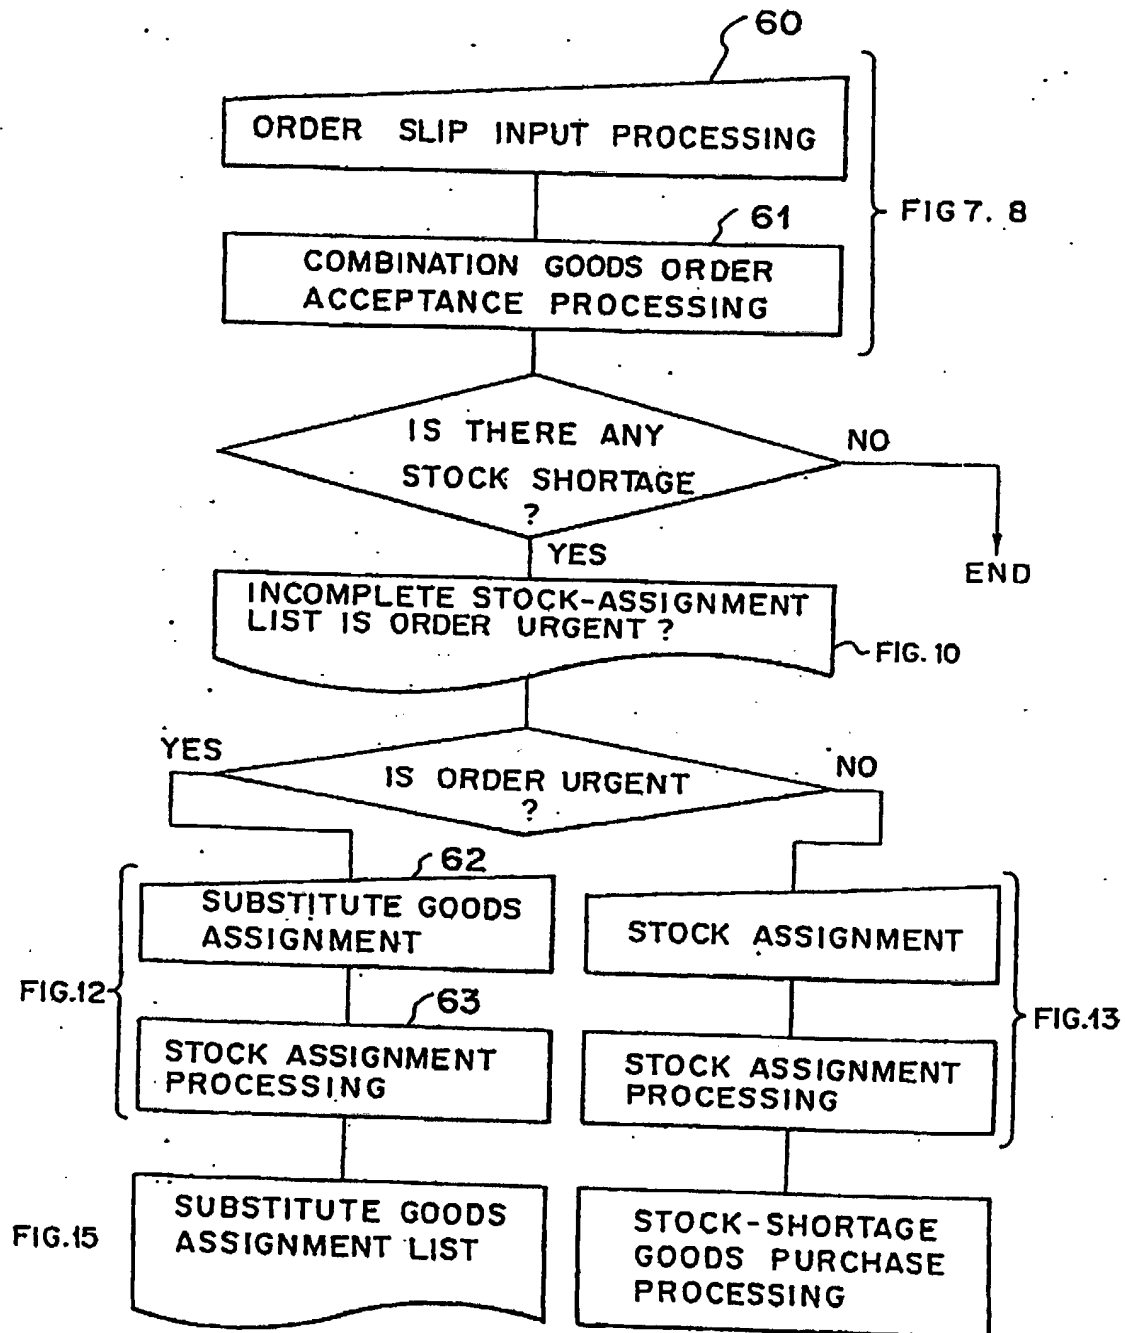 60
ORDER SLIP INPUT PROCESSING
FIG 7. 8
61
COMBINATION GOODS ORDER
ACCEPTANCE PROCESSING
IS THERE ANY
STOCK SHORTAGE
?
NO
END
YES
INCOMPLETE STOCK-ASSIGNMENT
LIST IS ORDER URGENT ?
FIG. 10
YES
IS ORDER URGENT
?
NO
62
SUBSTITUTE GOODS
ASSIGNMENT
FIG.12
63
STOCK ASSIGNMENT
PROCESSING
STOCK ASSIGNMENT
FIG.13
STOCK ASSIGNMENT
PROCESSING
FIG.15
SUBSTITUTE GOODS
ASSIGNMENT LIST
STOCK-SHORTAGE
GOODS PURCHASE
PROCESSING